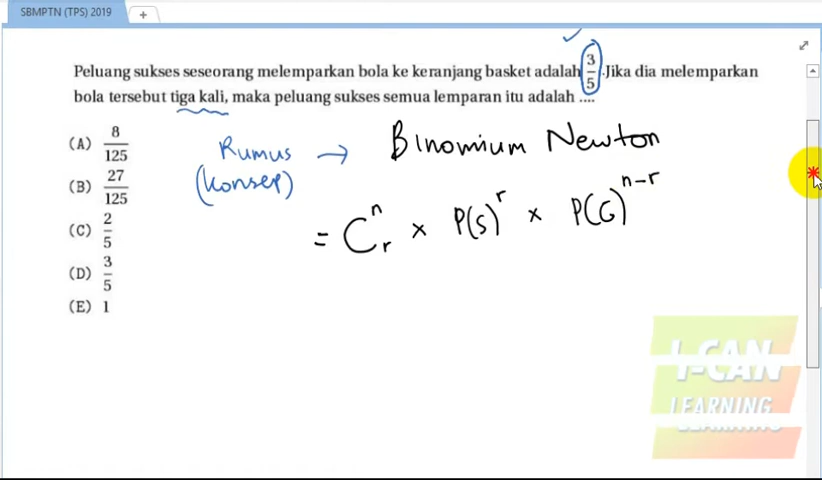 SBMPTN (TPS) 2019
Peluang sukses seseorang melemparkan bola ke keranjang basket adalah 3/5. Jika dia melemparkan
bola tersebut tiga kali, maka peluang sukses semua lemparan itu adalah ....
(A) 8/125
(B) 27/125
(C) 2/5
(D) 3/5
(E) 1
Rumus → Binomium Newton
(Konsep)
= C^n_r × P(S)^r × P(G)^n-r
I-CAN
LEARNING